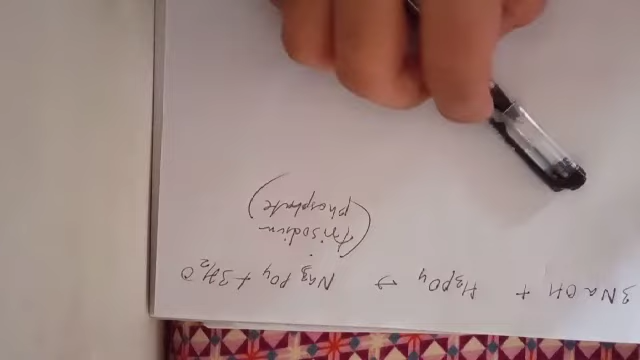 3NaOH + H3PO4 → Na3PO4 + 3H2O
(trisodium
phosphate)